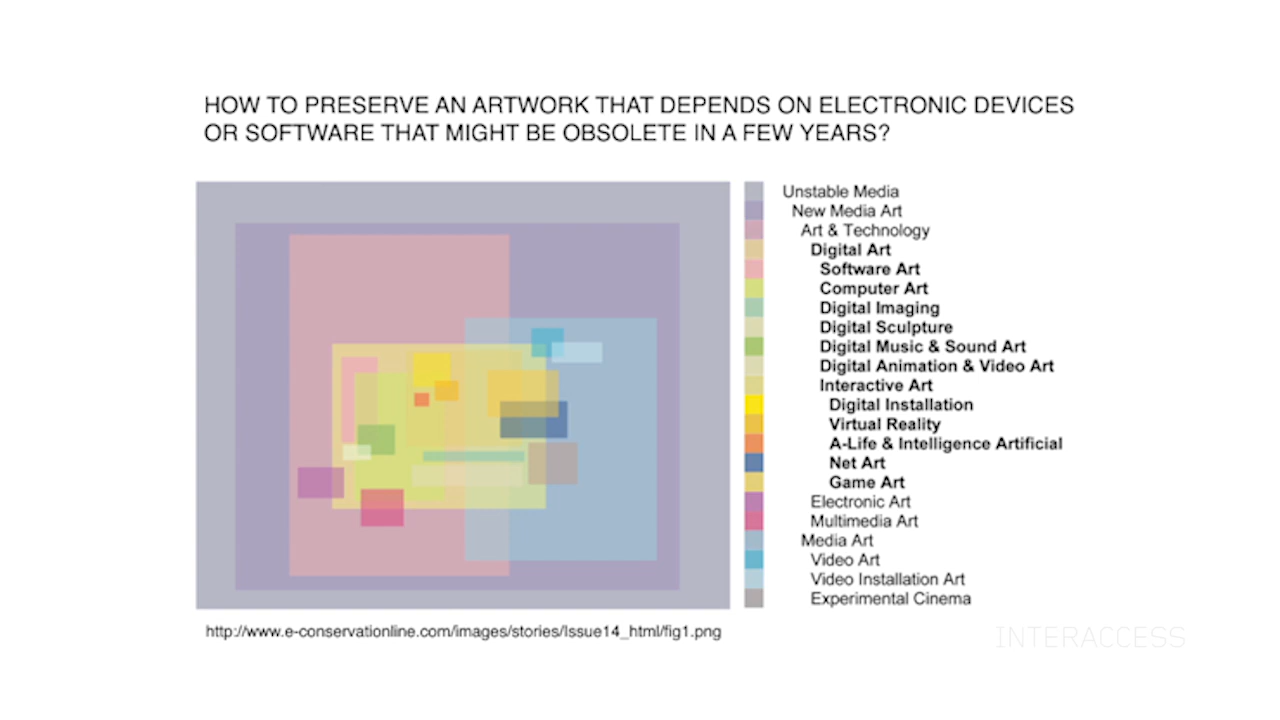 HOW TO PRESERVE AN ARTWORK THAT DEPENDS ON ELECTRONIC DEVICES
OR SOFTWARE THAT MIGHT BE OBSOLETE IN A FEW YEARS?
Unstable Media
New Media Art
Art & Technology
Digital Art
Software Art
Computer Art
Digital Imaging
Digital Sculpture
Digital Music & Sound Art
Digital Animation & Video Art
Interactive Art
Digital Installation
Virtual Reality
A-Life & Intelligence Artificial
Net Art
Game Art
Electronic Art
Multimedia Art
Media Art
Video Art
Video Installation Art
Experimental Cinema
http://www.e-conservationline.com/images/stories/Issue14_html/fig1.png
INTERACCESS